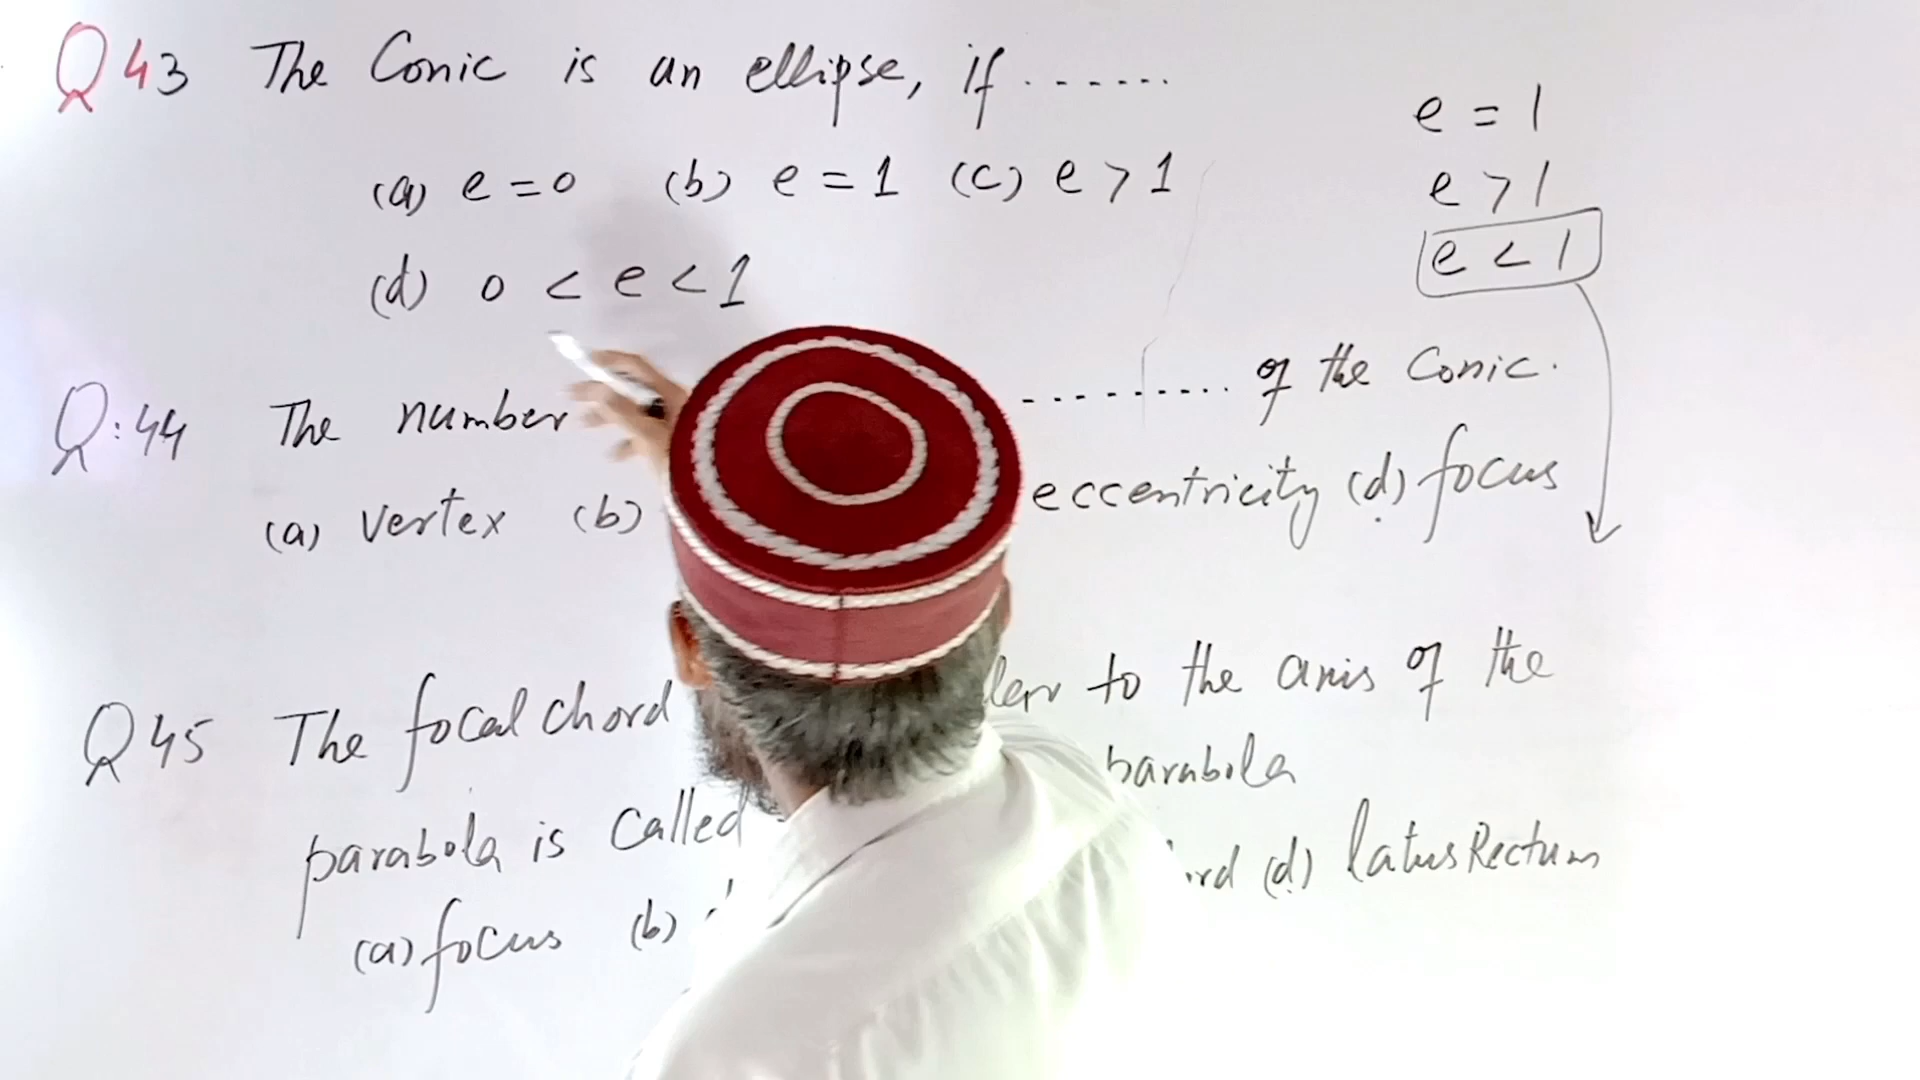 Q43 The Conic is an ellipse, if .......
(a) e = 0 (b) e = 1 (c) e > 1
(d) 0 < e < 1
e = 1
e > 1
e < 1
Q:44 The number ......... of the Conic.
(a) vertex (b) eccentricity (d) focus
Q45 The focal chord to the axis of the
parabola is called parabola
(a) focus (b) (d) latus Rectum